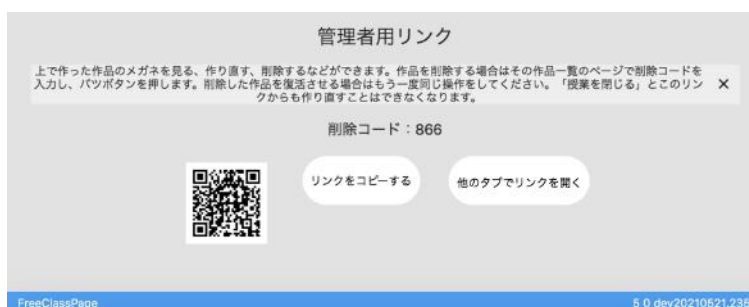 管理者用リンク
上で作った作品のメガネを見る、作り直す、削除するなどができます。作品を削除する場合はその作品一覧のページで削除コードを
入力し、バツボタンを押します。削除した作品を復活させる場合はもう一度同じ操作をしてください。「授業を閉じる」とこのリン
クからも作り直すことはできなくなります。
×
削除コード：866
リンクをコピーする
他のタブでリンクを開く
FreeClassPage
5.0 dev20210521.235